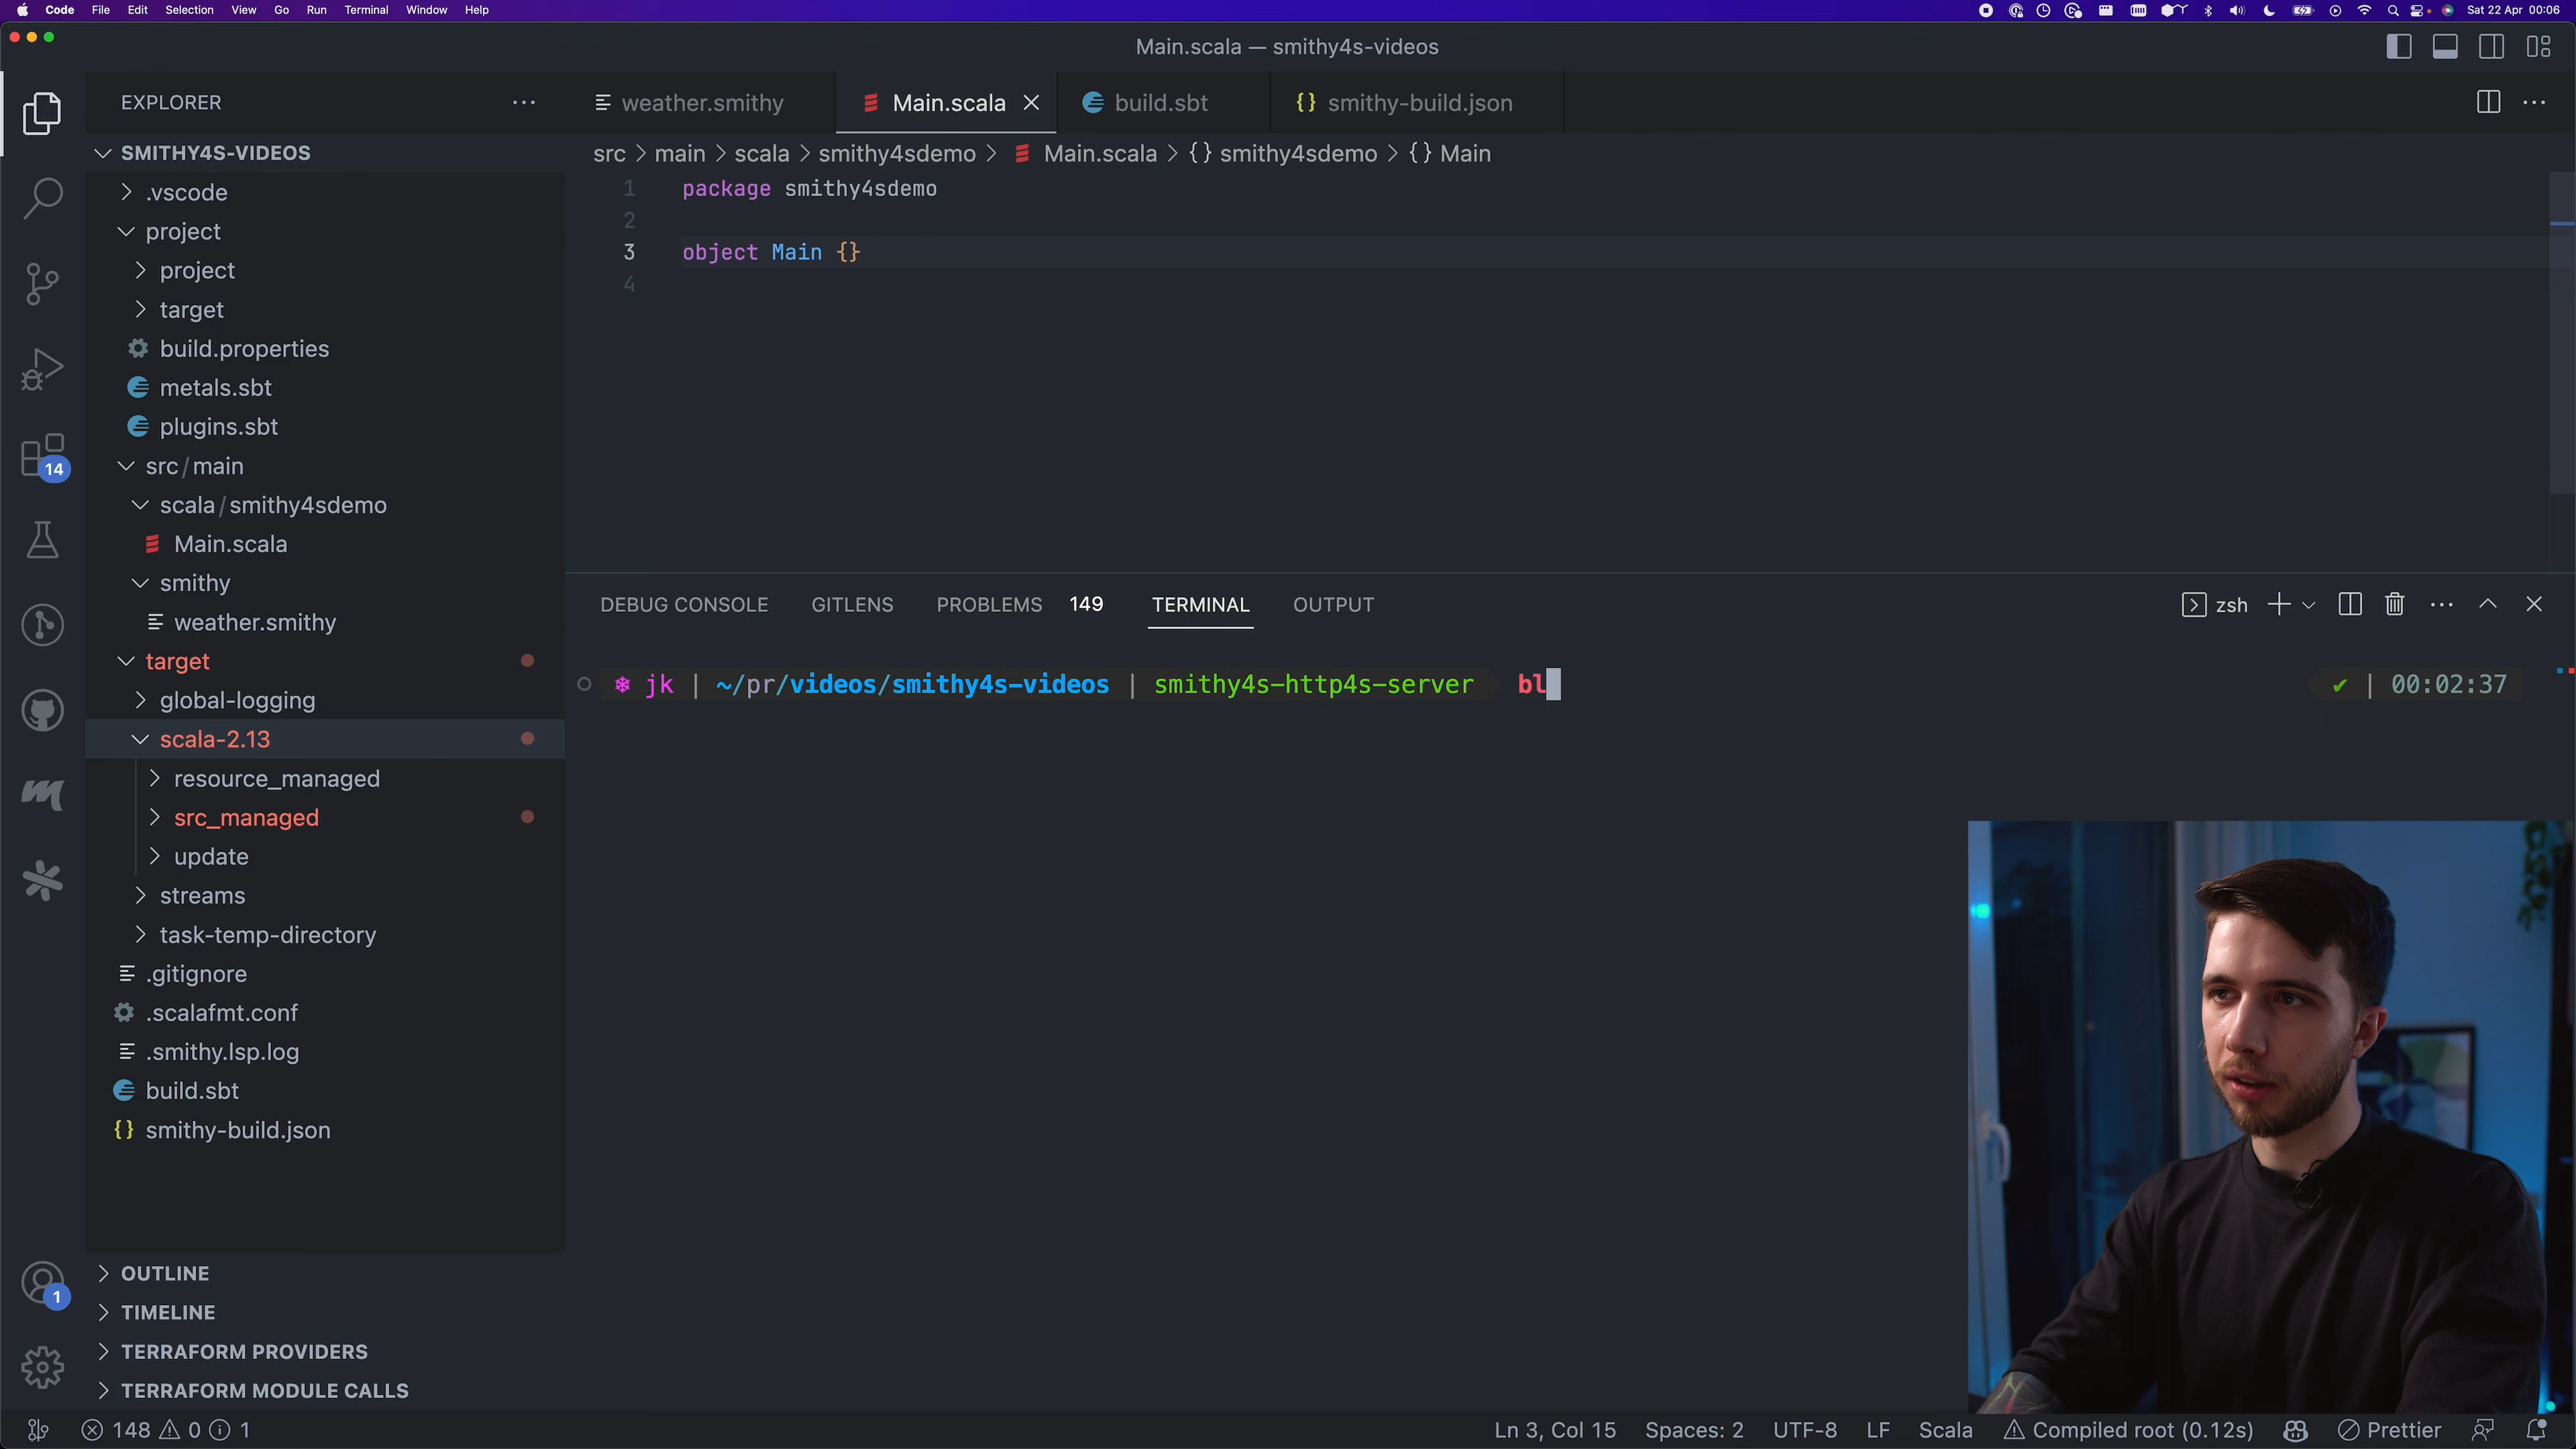 Code File Edit Selection View Go Run Terminal Window Help
Sat 22 Apr 00:06
Main.scala — smithy4s-videos
EXPLORER
SMITHY4S-VIDEOS
.vscode
project
project
target
build.properties
metals.sbt
plugins.sbt
src/main
scala/smithy4sdemo
Main.scala
smithy
weather.smithy
target
global-logging
scala-2.13
resource_managed
src_managed
update
streams
task-temp-directory
.gitignore
.scalafmt.conf
.smithy.lsp.log
build.sbt
smithy-build.json
OUTLINE
TIMELINE
TERRAFORM PROVIDERS
TERRAFORM MODULE CALLS
14
1
weather.smithy Main.scala build.sbt {} smithy-build.json
src > main > scala > smithy4sdemo > Main.scala > {} smithy4sdemo > {} Main
1 package smithy4sdemo
2
3 object Main {}
4
DEBUG CONSOLE GITLENS PROBLEMS 149 TERMINAL OUTPUT
zsh
jk | ~/pr/videos/smithy4s-videos | smithy4s-http4s-server bl
✔ | 00:02:37
148 0 1
Ln 3, Col 15 Spaces: 2 UTF-8 LF Scala Compiled root (0.12s) Prettier